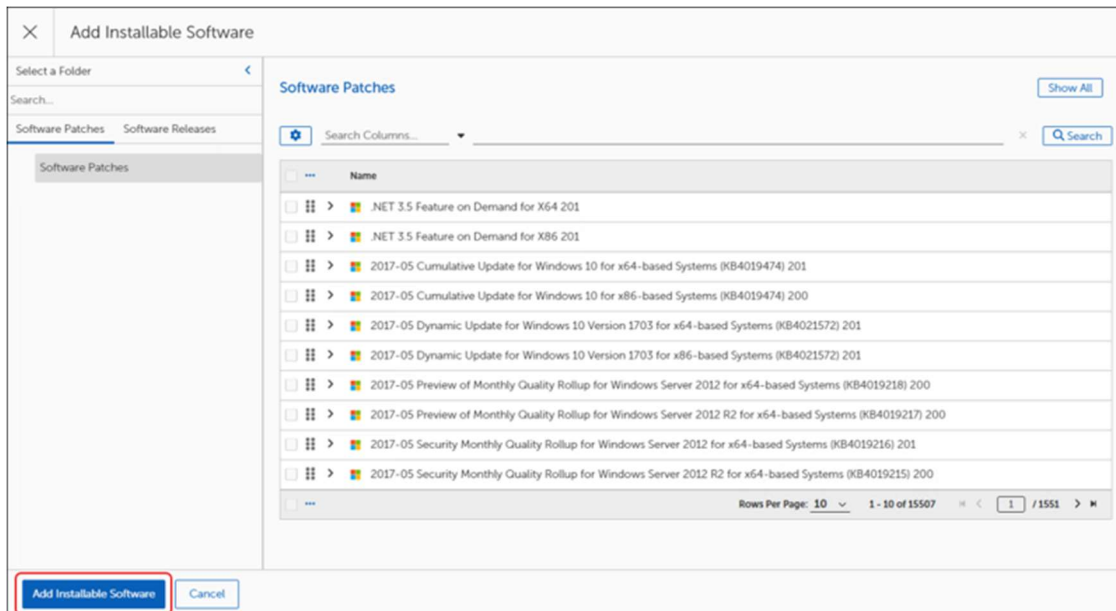 Add Installable Software
Select a Folder
Search...
Software Patches Software Releases
Software Patches
Software Patches
Show All
Search Columns...
Search
Name
.NET 3.5 Feature on Demand for X64 201
.NET 3.5 Feature on Demand for X86 201
2017-05 Cumulative Update for Windows 10 for x64-based Systems (KB4019474) 201
2017-05 Cumulative Update for Windows 10 for x86-based Systems (KB4019474) 200
2017-05 Dynamic Update for Windows 10 Version 1703 for x64-based Systems (KB4021572) 201
2017-05 Dynamic Update for Windows 10 Version 1703 for x86-based Systems (KB4021572) 201
2017-05 Preview of Monthly Quality Rollup for Windows Server 2012 for x64-based Systems (KB4019218) 200
2017-05 Preview of Monthly Quality Rollup for Windows Server 2012 R2 for x64-based Systems (KB4019217) 200
2017-05 Security Monthly Quality Rollup for Windows Server 2012 for x64-based Systems (KB4019216) 201
2017-05 Security Monthly Quality Rollup for Windows Server 2012 R2 for x64-based Systems (KB4019215) 200
Rows Per Page: 10 1 - 10 of 15507 1 / 1551
Add Installable Software Cancel